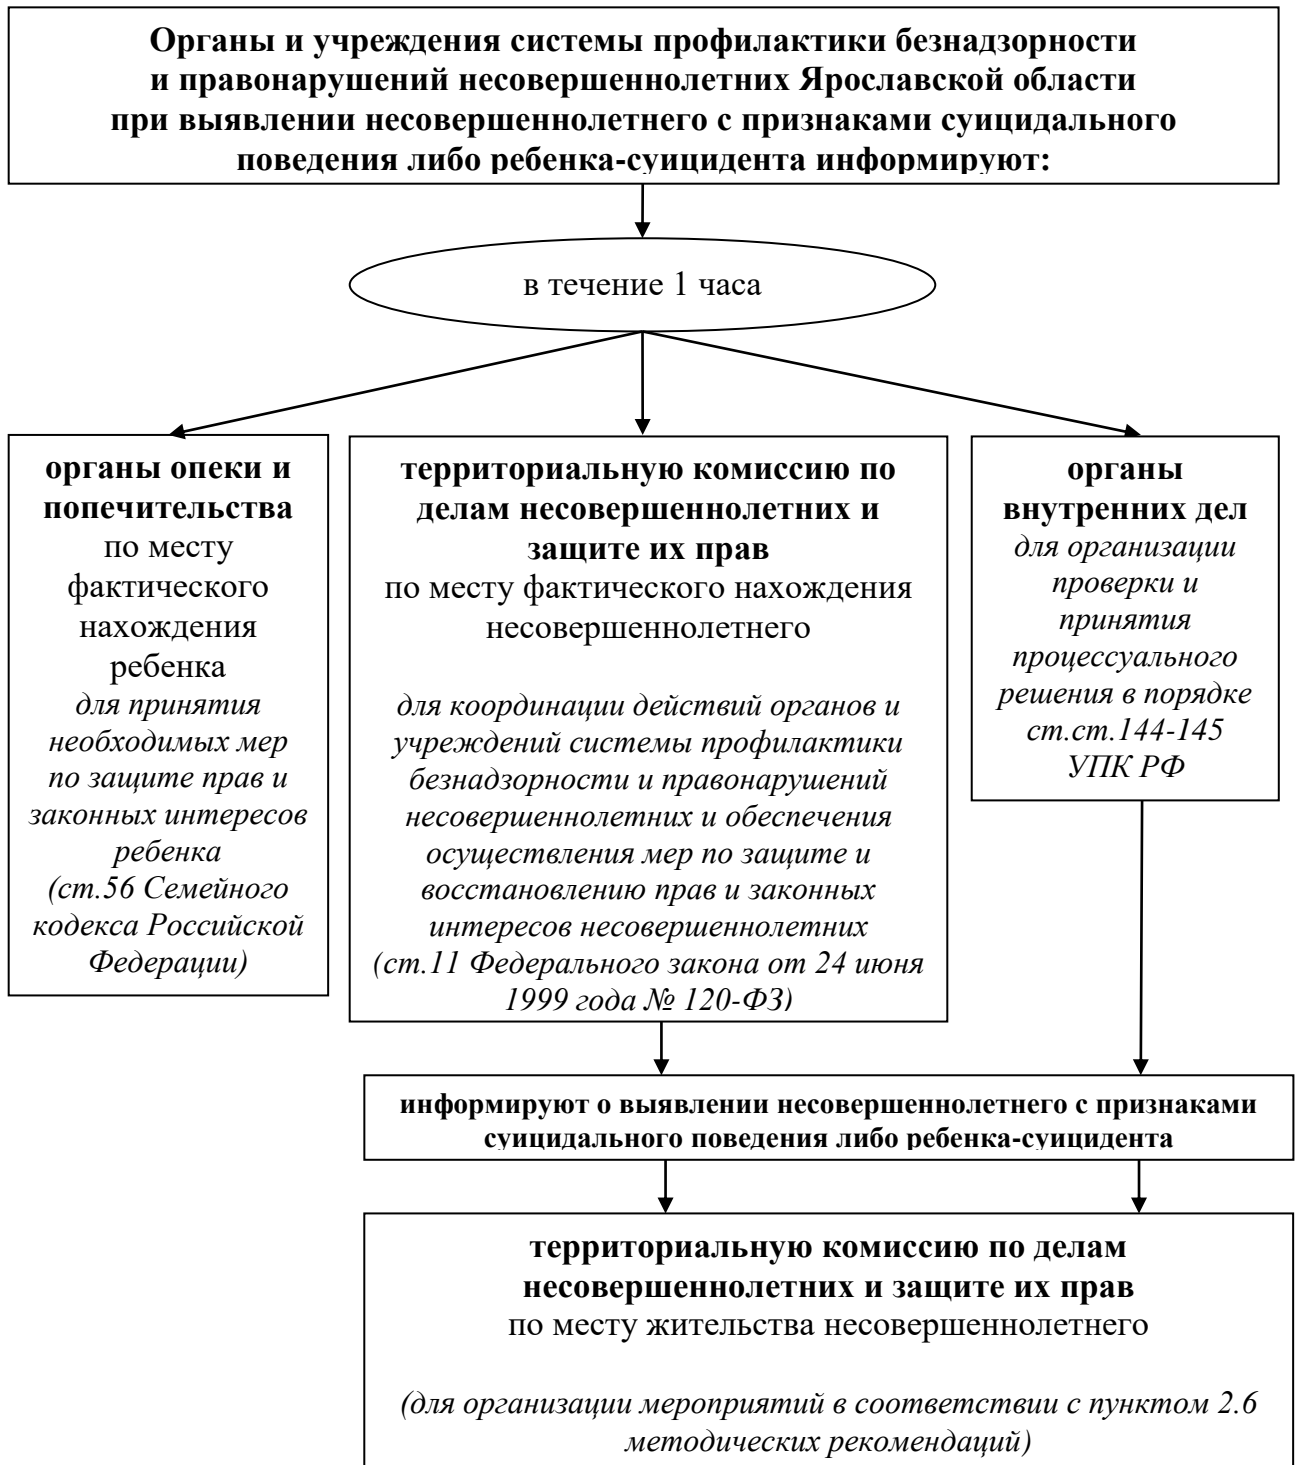 Органы и учреждения системы профилактики безнадзорности
и правонарушений несовершеннолетних Ярославской области
при выявлении несовершеннолетнего с признаками суицидального
поведения либо ребенка-суицидента информируют:
в течение 1 часа
органы опеки и
попечительства
по месту
фактического
нахождения
ребенка
для принятия
необходимых мер
по защите прав и
законных интересов
ребенка
(ст.56 Семейного
кодекса Российской
Федерации)
территориальную комиссию по
делам несовершеннолетних и
защите их прав
по месту фактического нахождения
несовершеннолетнего
для координации действий органов и
учреждений системы профилактики
безнадзорности и правонарушений
несовершеннолетних и обеспечения
осуществления мер по защите и
восстановлению прав и законных
интересов несовершеннолетних
(ст.11 Федерального закона от 24 июня
1999 года № 120-ФЗ)
органы
внутренних дел
для организации
проверки и
принятия
процессуального
решения в порядке
ст.ст.144-145
УПК РФ
информируют о выявлении несовершеннолетнего с признаками
суицидального поведения либо ребенка-суицидента
территориальную комиссию по делам
несовершеннолетних и защите их прав
по месту жительства несовершеннолетнего
(для организации мероприятий в соответствии с пунктом 2.6
методических рекомендаций)